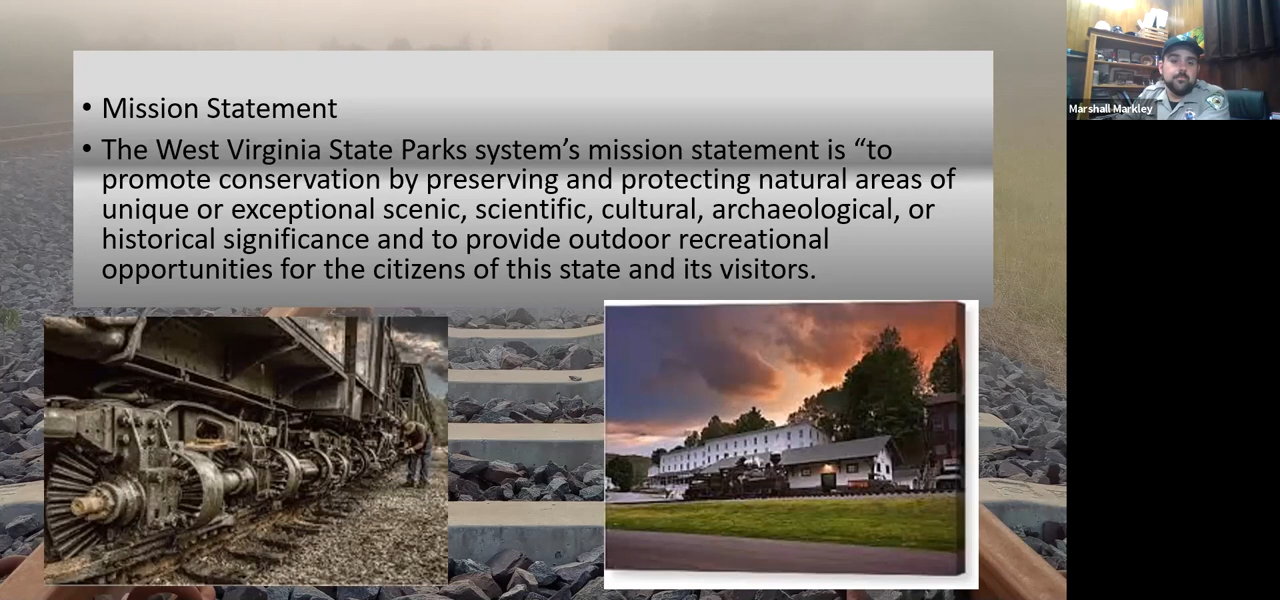 • Mission Statement
• The West Virginia State Parks system’s mission statement is “to
promote conservation by preserving and protecting natural areas of
unique or exceptional scenic, scientific, cultural, archaeological, or
historical significance and to provide outdoor recreational
opportunities for the citizens of this state and its visitors.
Marshall Markley